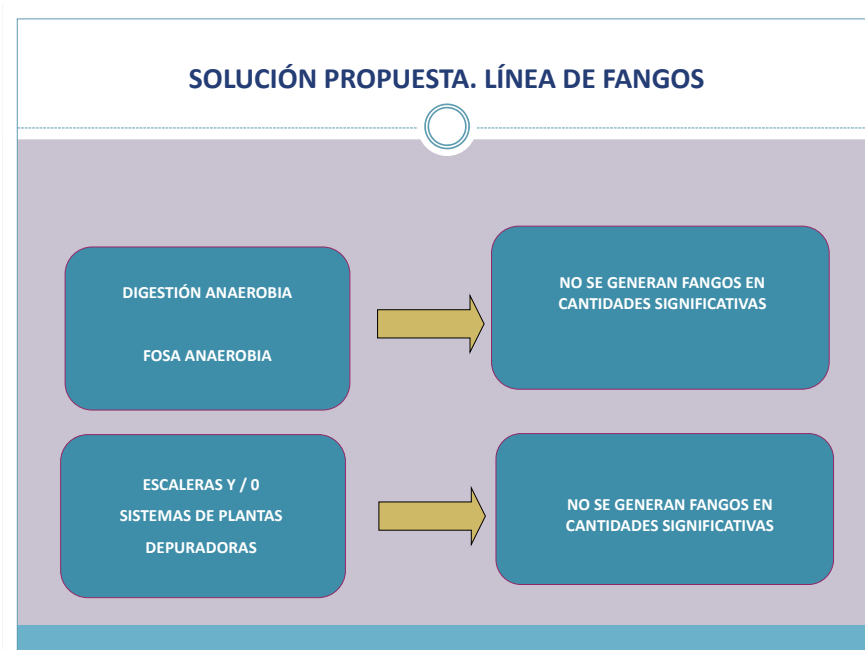 SOLUCIÓN PROPUESTA. LÍNEA DE FANGOS
DIGESTIÓN ANAEROBIA
FOSA ANAEROBIA
NO SE GENERAN FANGOS EN
CANTIDADES SIGNIFICATIVAS
ESCALERAS Y / 0
SISTEMAS DE PLANTAS
DEPURADORAS
NO SE GENERAN FANGOS EN
CANTIDADES SIGNIFICATIVAS